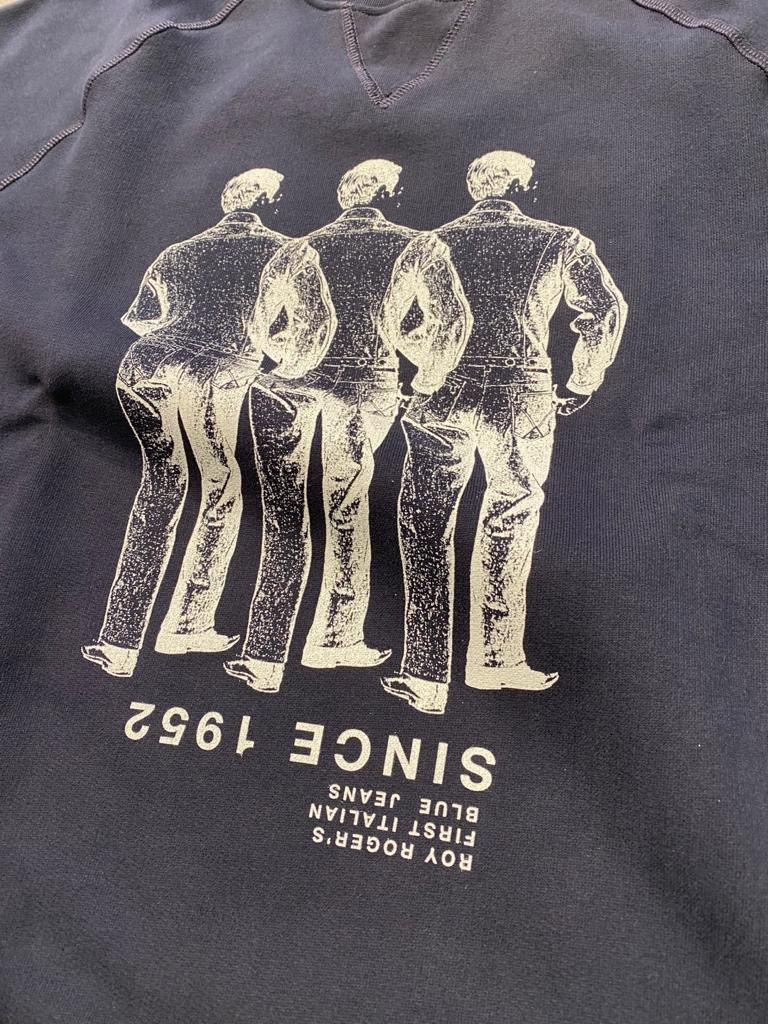 ROY ROGER'S
FIRST ITALIAN
BLUE JEANS
SINCE 1952